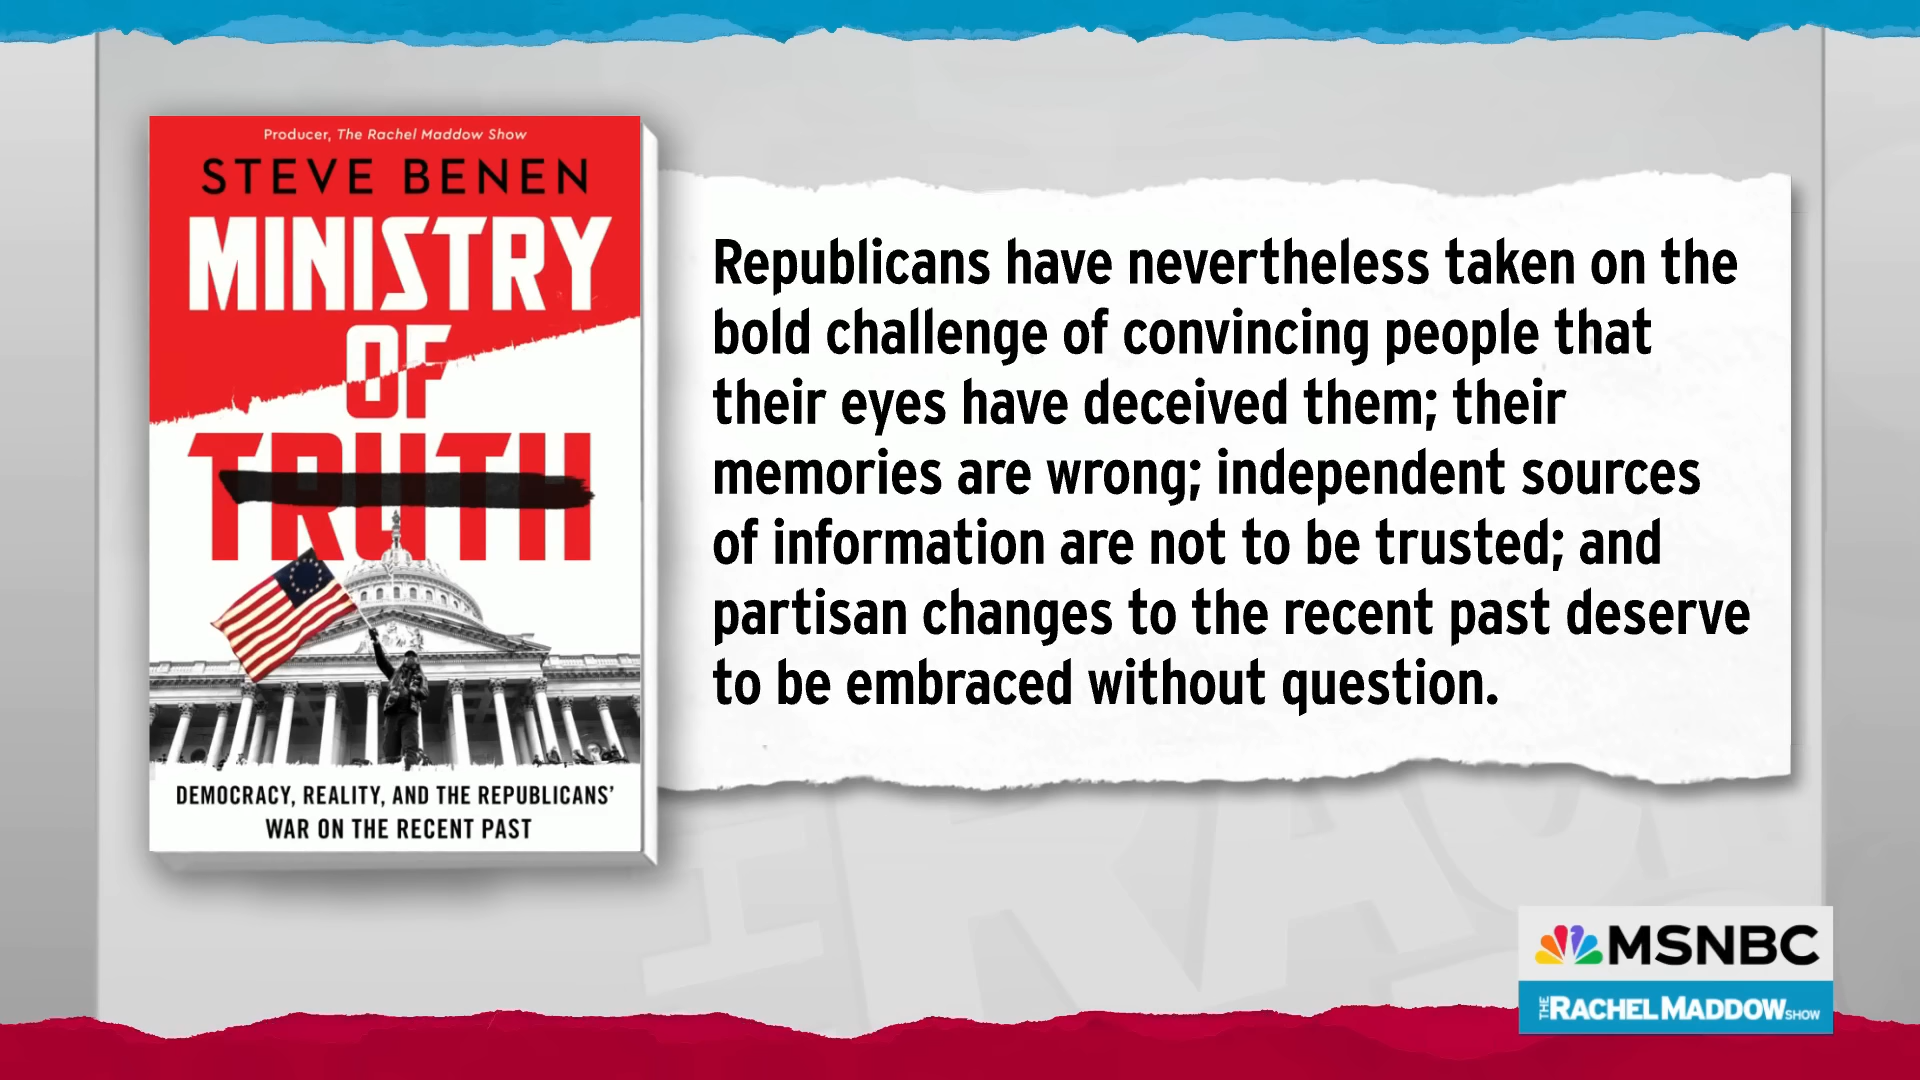 Producer, The Rachel Maddow Show
STEVE BENEN
MINISTRY
OF
TRUTH
DEMOCRACY, REALITY, AND THE REPUBLICANS'
WAR ON THE RECENT PAST
Republicans have nevertheless taken on the
bold challenge of convincing people that
their eyes have deceived them; their
memories are wrong; independent sources
of information are not to be trusted; and
partisan changes to the recent past deserve
to be embraced without question.
MSNBC
THE RACHEL MADDOW SHOW